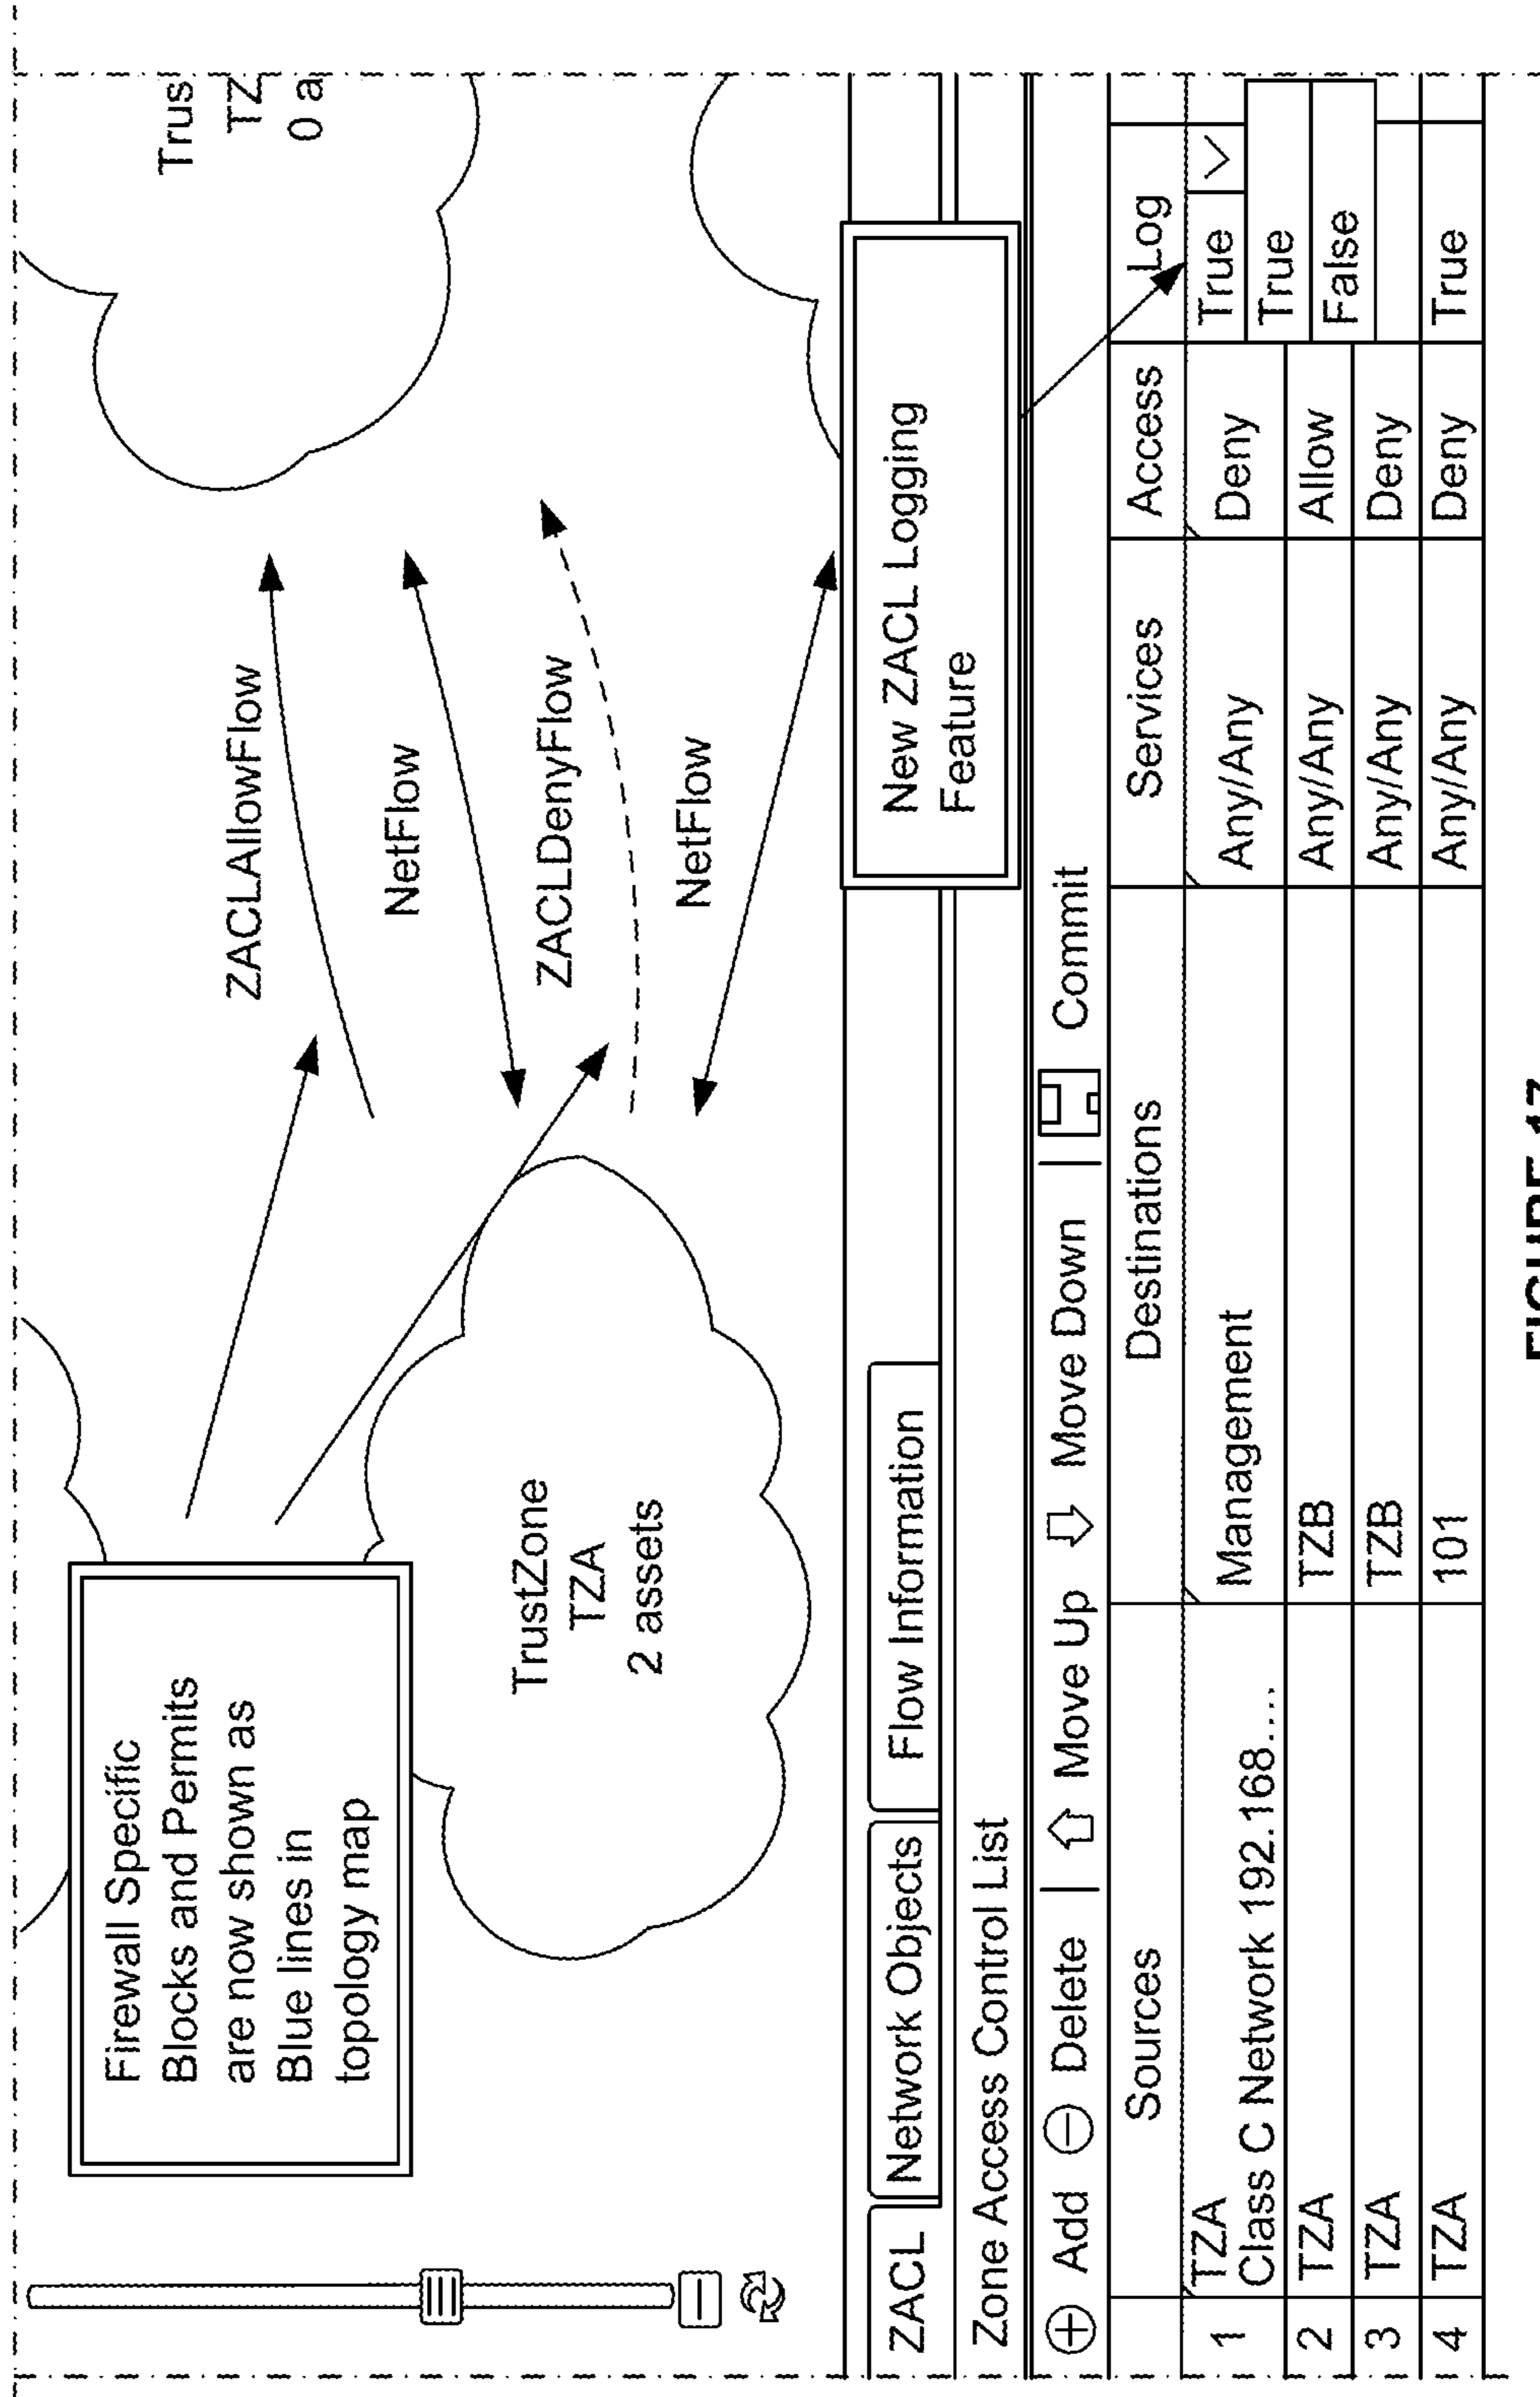 Firewall Specific
Blocks and Permits
are now shown as
Blue lines in
topology map
TrustZone
TZA
2 assets
ZACLAllowFlow
NetFlow
ZACLDenyFlow
NetFlow
Trus
TZ
0 a
New ZACL Logging
Feature
ZACL Network Objects Flow Information
Zone Access Control List
Add Delete | Move Up Move Down | Commit
Sources Destinations Services Access Log
1 TZA Management Any/Any Deny True
Class C Network 192.168....
True
False
2 TZA TZB Any/Any Allow
3 TZA TZB Any/Any Deny
4 TZA 101 Any/Any Deny True